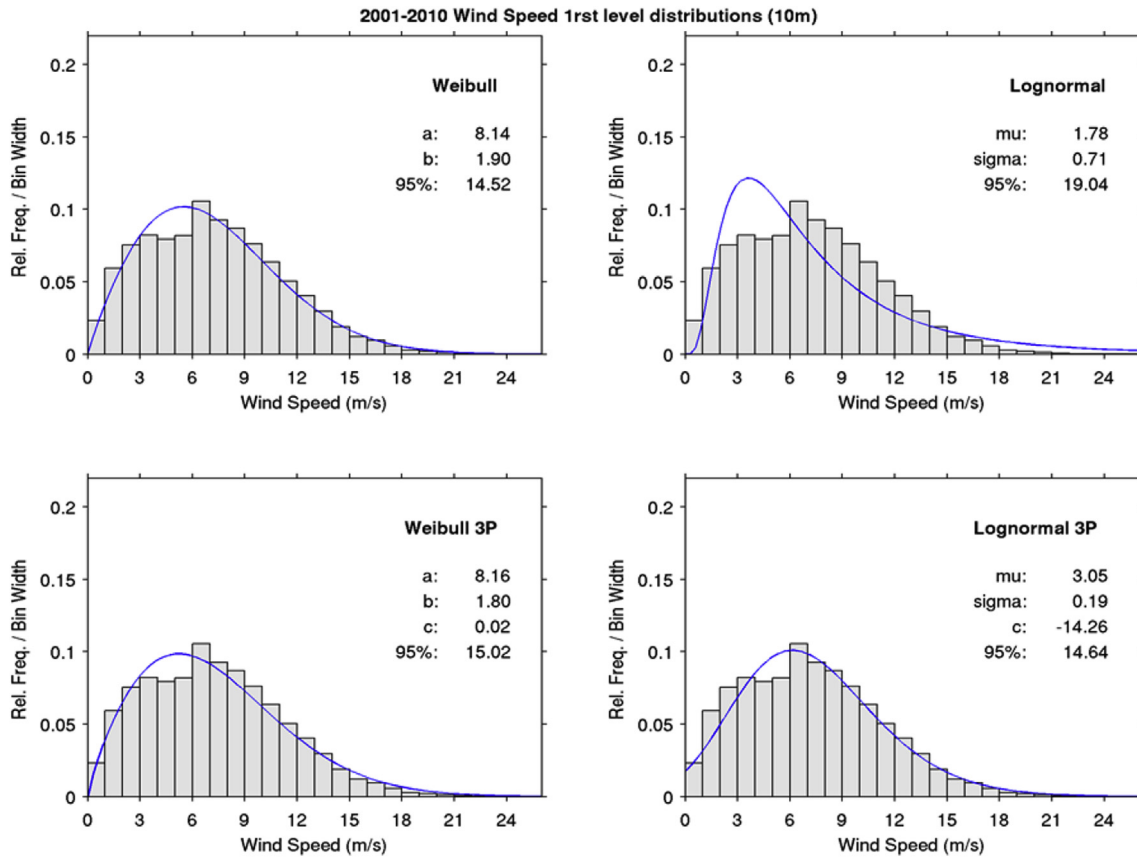 2001-2010 Wind Speed 1rst level distributions (10m)
Weibull
a: 8.14
b: 1.90
95%: 14.52
Rel. Freq. / Bin Width
0.2
0.15
0.1
0.05
0
0 3 6 9 12 15 18 21 24
Wind Speed (m/s)
Lognormal
mu: 1.78
sigma: 0.71
95%: 19.04
Rel. Freq. / Bin Width
0.2
0.15
0.1
0.05
0
0 3 6 9 12 15 18 21 24
Wind Speed (m/s)
Weibull 3P
a: 8.16
b: 1.80
c: 0.02
95%: 15.02
Rel. Freq. / Bin Width
0.2
0.15
0.1
0.05
0
0 3 6 9 12 15 18 21 24
Wind Speed (m/s)
Lognormal 3P
mu: 3.05
sigma: 0.19
c: -14.26
95%: 14.64
Rel. Freq. / Bin Width
0.2
0.15
0.1
0.05
0
0 3 6 9 12 15 18 21 24
Wind Speed (m/s)